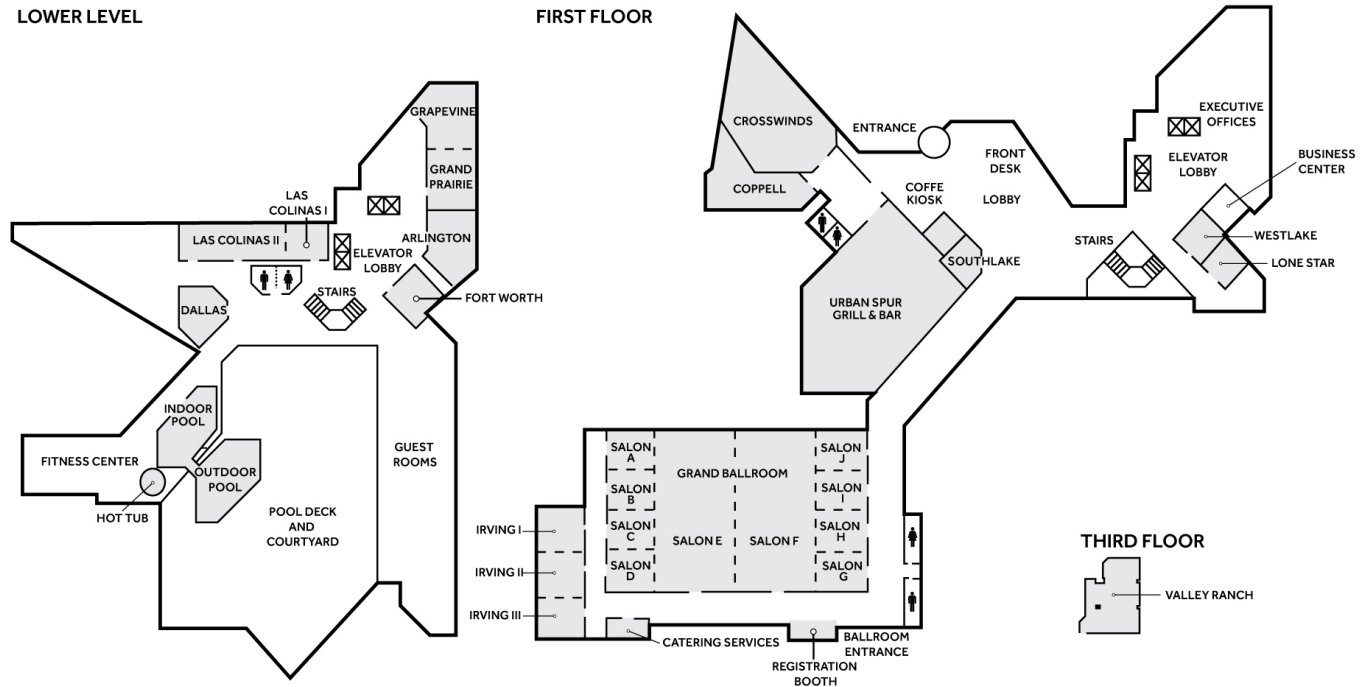 LOWER LEVEL
GRAPEVINE
GRAND
PRAIRIE
LAS
COLINAS I
LAS COLINAS II
ARLINGTON
ELEVATOR
LOBBY
STAIRS
FORT WORTH
DALLAS
INDOOR
POOL
FITNESS CENTER
OUTDOOR
POOL
HOT TUB
GUEST
ROOMS
POOL DECK
AND
COURTYARD
FIRST FLOOR
CROSSWINDS
ENTRANCE
COPPELL
FRONT
DESK
COFFE
KIOSK
LOBBY
EXECUTIVE
OFFICES
ELEVATOR
LOBBY
BUSINESS
CENTER
STAIRS
WESTLAKE
LONE STAR
SOUTHLAKE
URBAN SPUR
GRILL & BAR
SALON
A
SALON
B
SALON
C
SALON
D
GRAND BALLROOM
SALON E
SALON F
SALON
J
SALON
I
SALON
H
SALON
G
IRVING I
IRVING II
IRVING III
CATERING SERVICES
REGISTRATION
BOOTH
BALLROOM
ENTRANCE
THIRD FLOOR
VALLEY RANCH